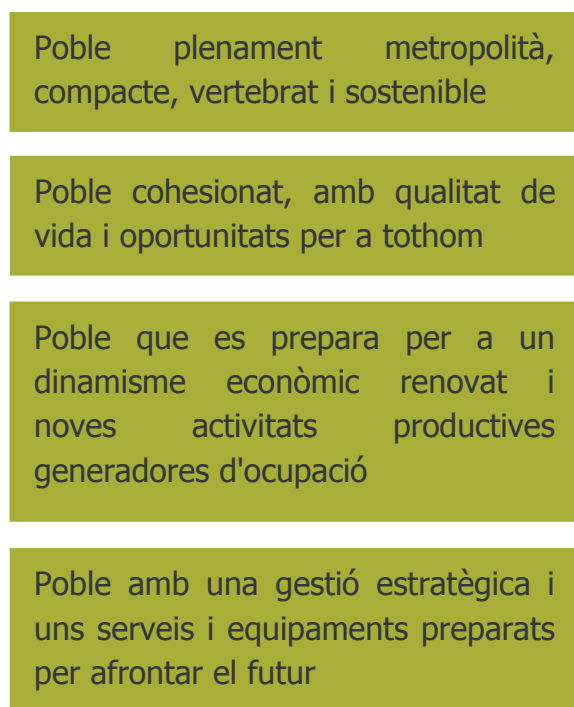 Poble plenament metropolità,
compacte, vertebrat i sostenible
Poble cohesionat, amb qualitat de
vida i oportunitats per a tothom
Poble que es prepara per a un
dinamisme econòmic renovat i
noves activitats productives
generadores d'ocupació
Poble amb una gestió estratègica i
uns serveis i equipaments preparats
per afrontar el futur